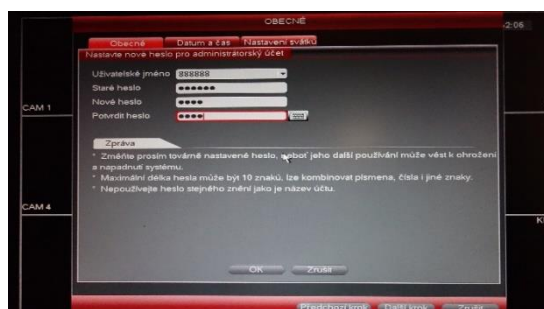 OBECNÉ
2:06
Obecné Datum a čas Nastavení svátků
Nastavte nové heslo pro administrátorský účet
Uživatelské jméno 888888
Staré heslo ●●●●●●
Nové heslo ●●●●
Potvrdit heslo ●●●●
CAM 1
Zpráva
* Změňte prosím továrně nastavené heslo, neboť jeho další používání může vést k ohrožení
a napadnutí systému.
* Maximální délka hesla může být 10 znaků, lze kombinovat písmena, čísla i jiné znaky.
* Nepoužívejte heslo stejného znění jako je název účtu.
CAM 4
OK Zrušit
Předchozí krok Další krok Zrušit